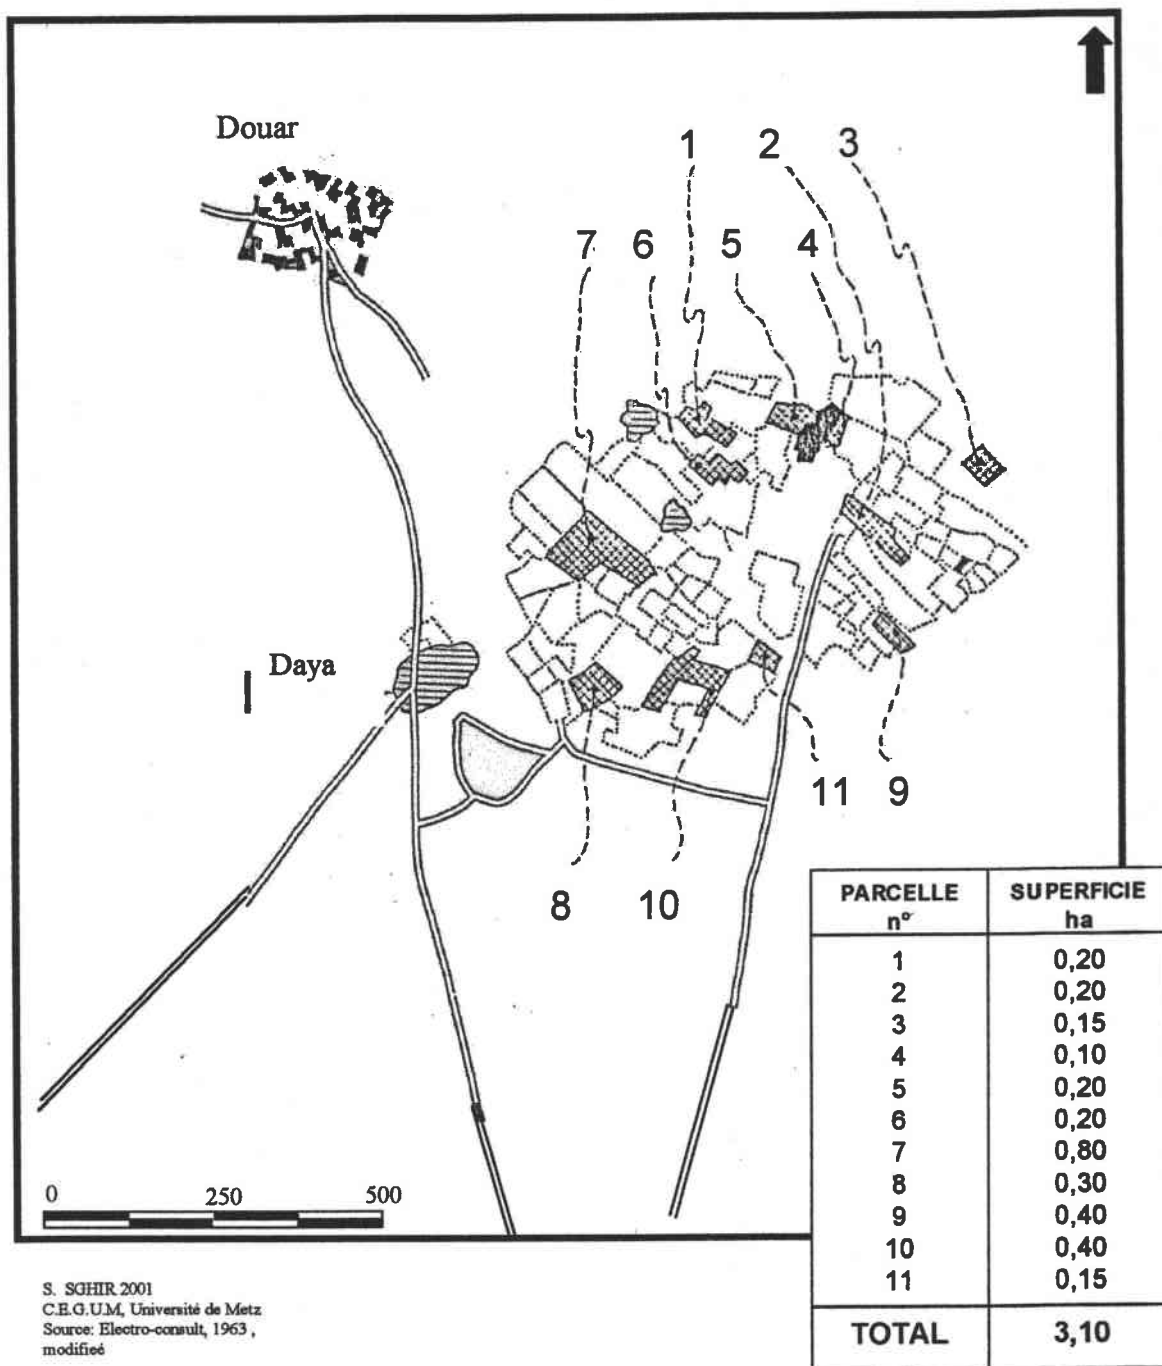 Douar
1 2 3
7 6 5 4
Daya
11 9
8 10
PARCELLE SUPERFICIE
n° ha
1 0,20
2 0,20
3 0,15
4 0,10
5 0,20
6 0,20
7 0,80
8 0,30
9 0,40
10 0,40
11 0,15
TOTAL 3,10
0 250 500
S. SGHIR 2001
C.E.G.U.M, Université de Metz
Source: Electro-consult, 1963 ,
modifieé